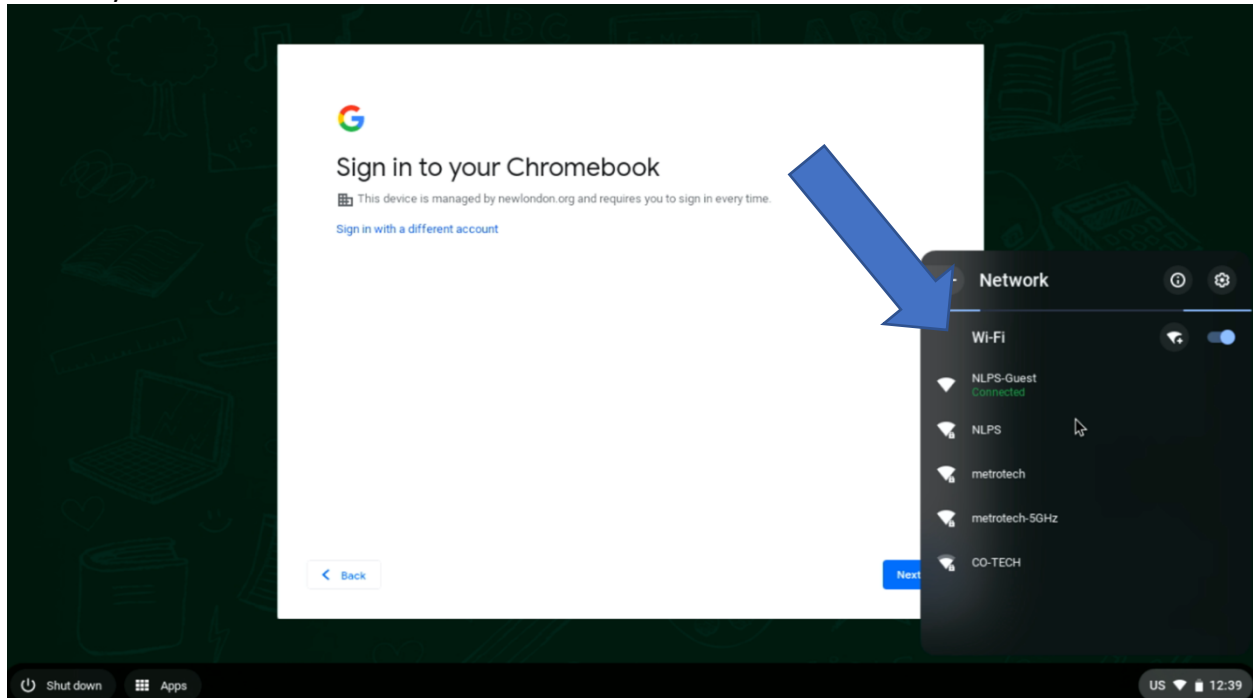 Sign in to your Chromebook
This device is managed by newlondon.org and requires you to sign in every time.
Sign in with a different account
Back
Next
Network
Wi-Fi
NLPS-Guest
Connected
NLPS
metrotech
metrotech-5GHz
CO-TECH
Shut down
Apps
US
12:39